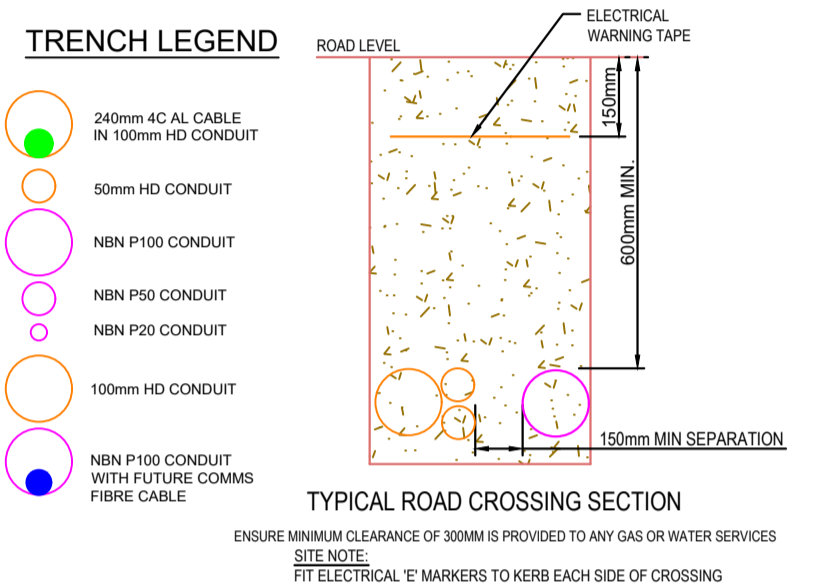 TRENCH LEGEND
240mm 4C AL CABLE
IN 100mm HD CONDUIT
50mm HD CONDUIT
NBN P100 CONDUIT
NBN P50 CONDUIT
NBN P20 CONDUIT
100mm HD CONDUIT
NBN P100 CONDUIT
WITH FUTURE COMMS
FIBRE CABLE
ROAD LEVEL
ELECTRICAL
WARNING TAPE
150mm
600mm MIN.
150mm MIN SEPARATION
TYPICAL ROAD CROSSING SECTION
ENSURE MINIMUM CLEARANCE OF 300MM IS PROVIDED TO ANY GAS OR WATER SERVICES
SITE NOTE:
FIT ELECTRICAL 'E' MARKERS TO KERB EACH SIDE OF CROSSING